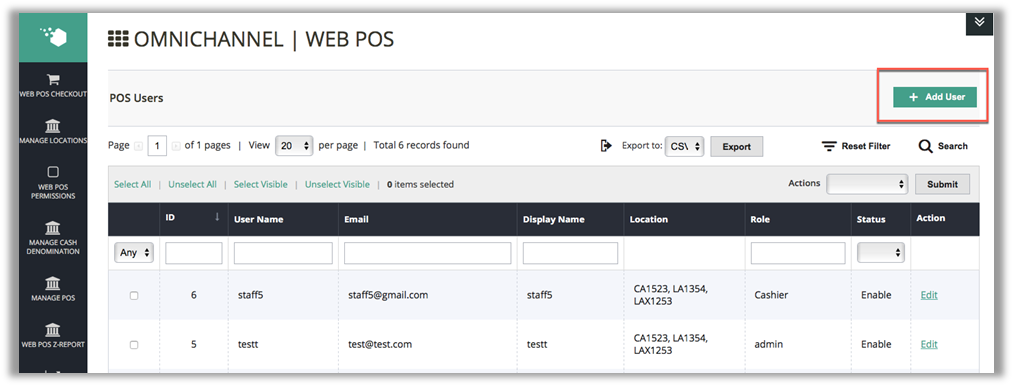 OMNICHANNEL | WEB POS
WEB POS CHECKOUT
MANAGE LOCATIONS
WEB POS
PERMISSIONS
MANAGE CASH
DENOMINATION
MANAGE POS
WEB POS Z-REPORT
POS Users
+ Add User
Page 1 of 1 pages | View 20 per page | Total 6 records found
Export to: CSV Export
Reset Filter
Search
Select All | Unselect All | Select Visible | Unselect Visible | 0 items selected
Actions Submit
ID ↓ User Name Email Display Name Location Role Status Action
Any
6 staff5 staff5@gmail.com staff5 CA1523, LA1354, Cashier Enable Edit
LAX1253
5 testt test@test.com testt CA1523, LA1354, admin Enable Edit
LAX1253